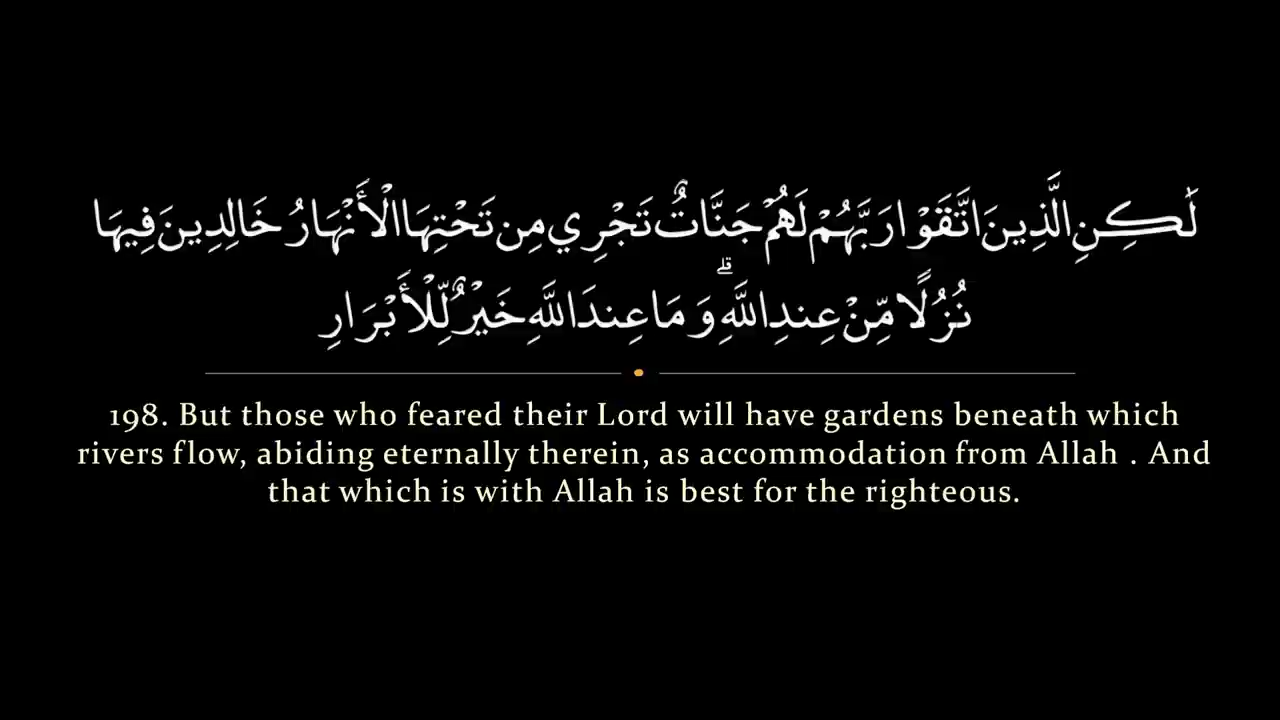 لَٰكِنِ الَّذِينَ اتَّقَوْا رَبَّهُمْ لَهُمْ جَنَّاتٌ تَجْرِي مِن تَحْتِهَا الْأَنْهَارُ خَالِدِينَ فِيهَا
نُزُلًا مِّنْ عِندِ اللَّهِ ۗ وَمَا عِندَ اللَّهِ خَيْرٌ لِّلْأَبْرَارِ
198. But those who feared their Lord will have gardens beneath which
rivers flow, abiding eternally therein, as accommodation from Allah . And
that which is with Allah is best for the righteous.